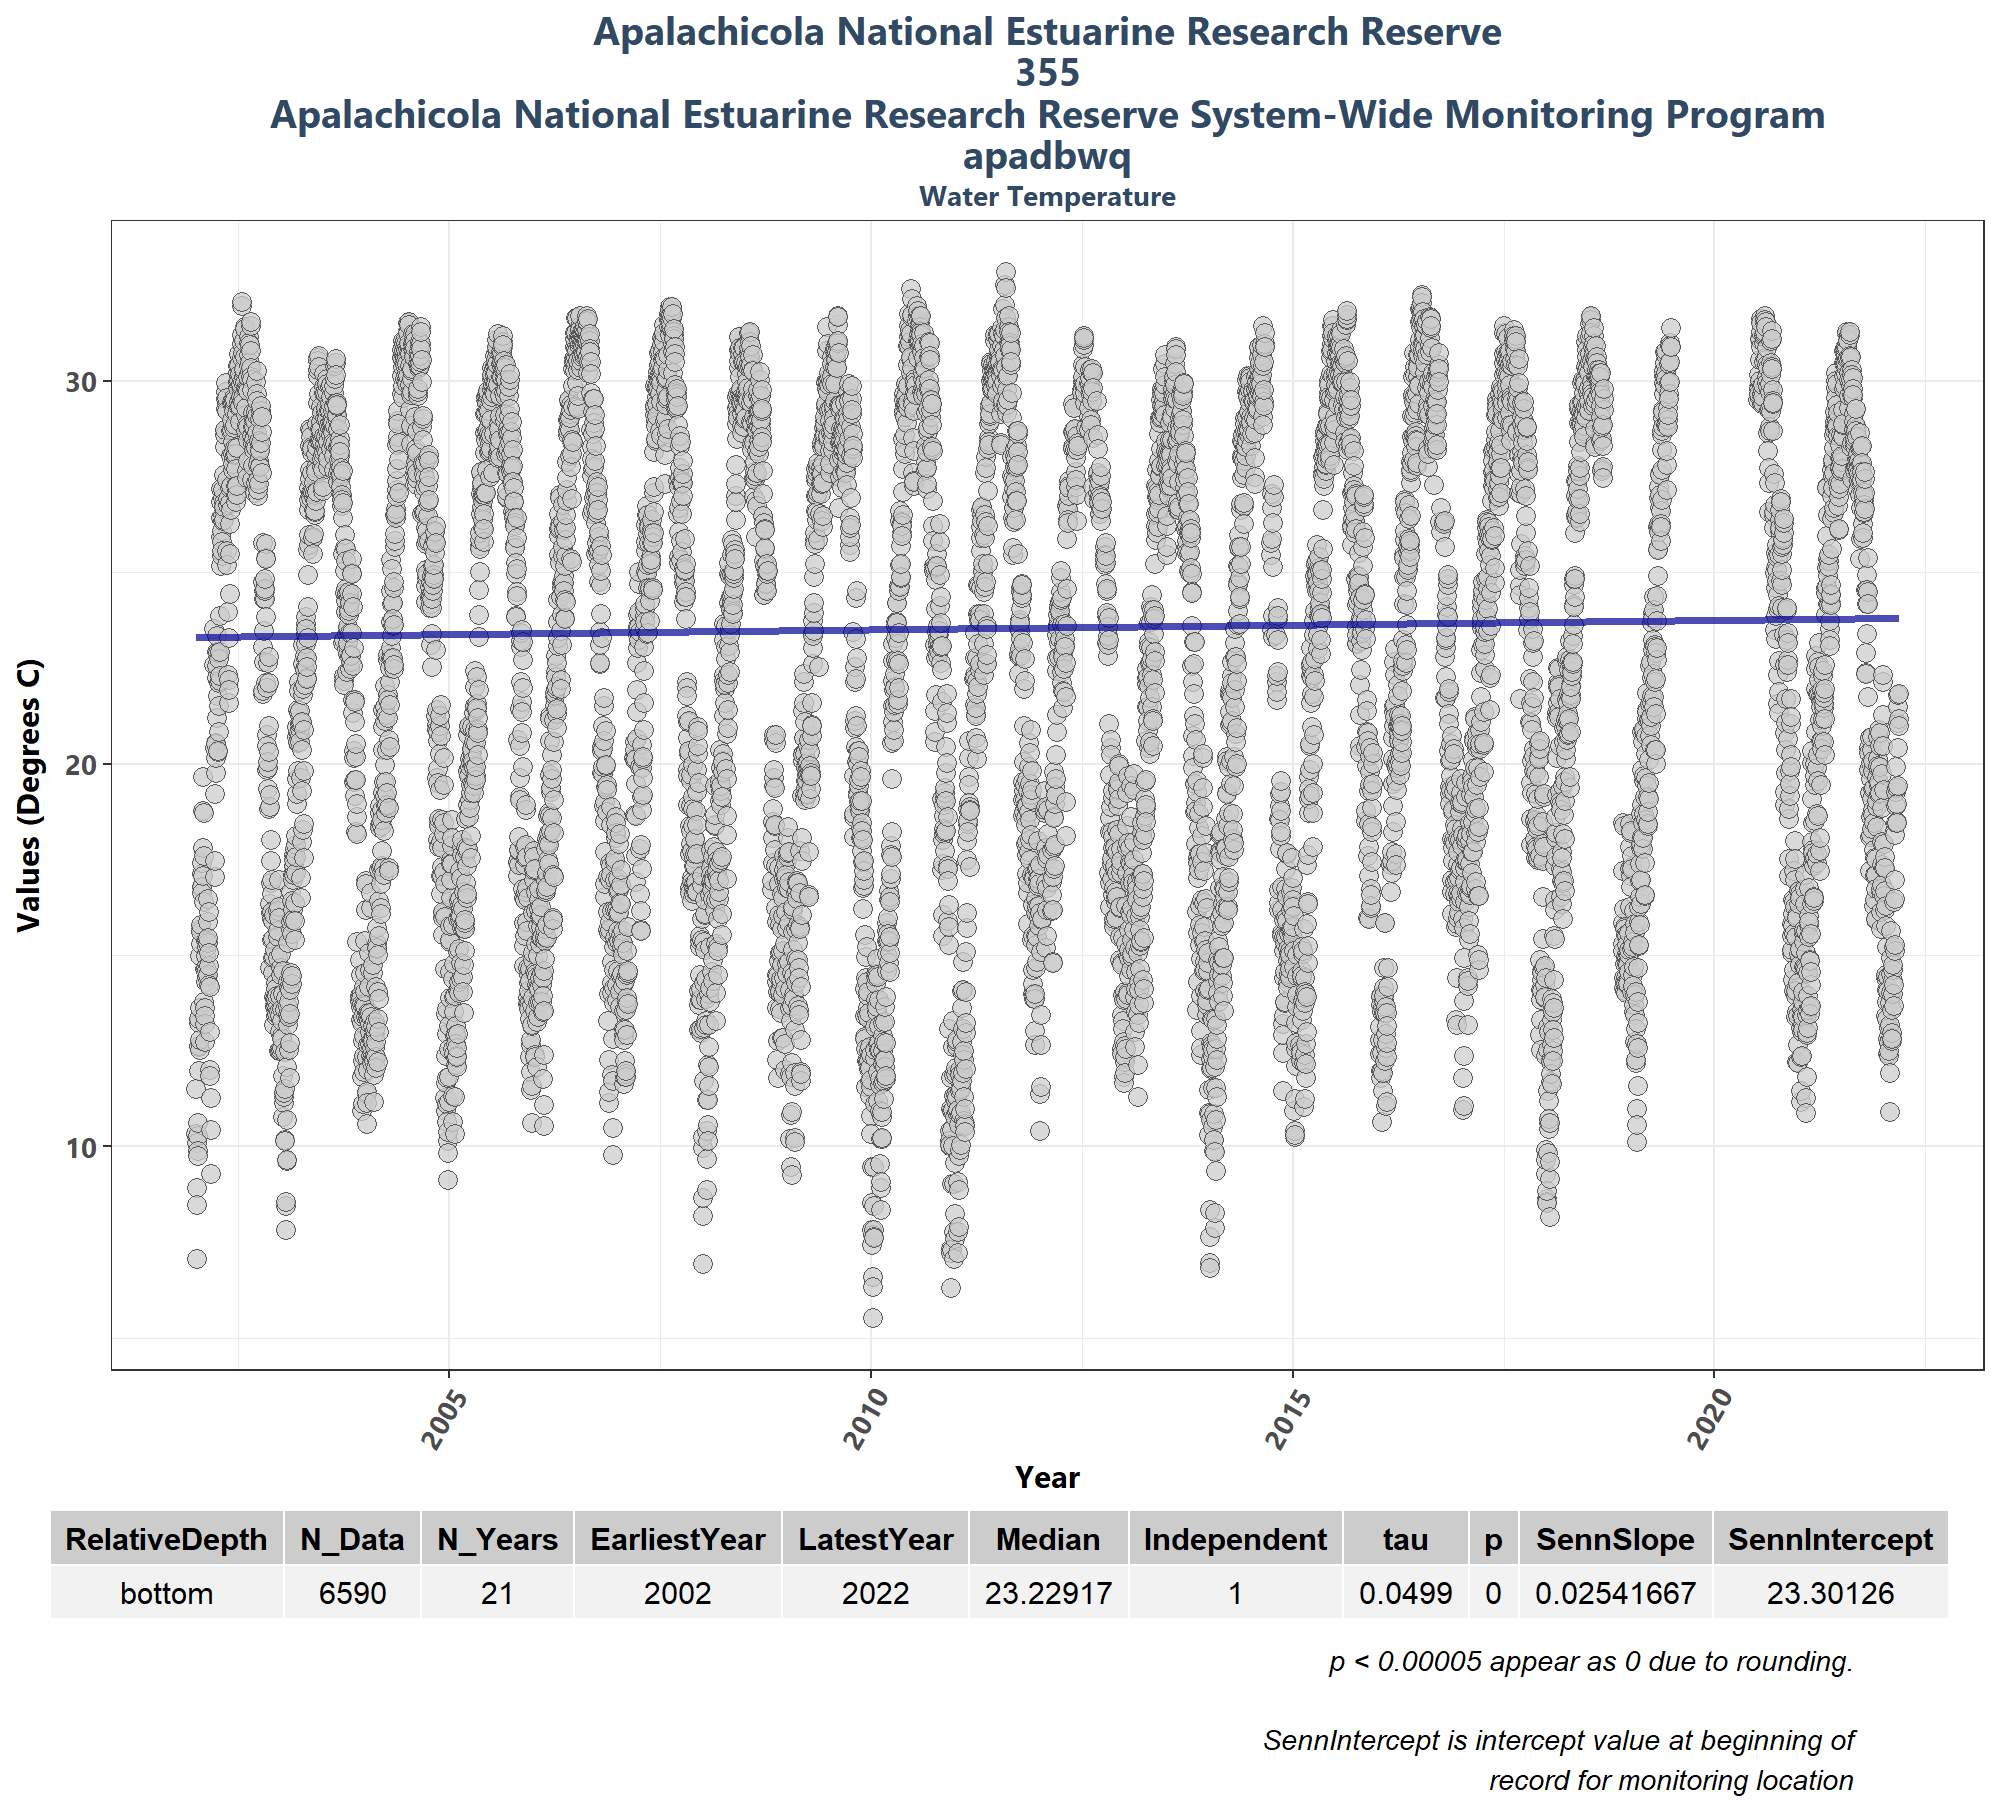 Apalachicola National Estuarine Research Reserve
355
Apalachicola National Estuarine Research Reserve System-Wide Monitoring Program
apadbwq
Water Temperature
Values (Degrees C)
30
20
10
2005
2010
2015
2020
Year
RelativeDepth N_Data N_Years EarliestYear LatestYear Median Independent tau p SennSlope SennIntercept
bottom 6590 21 2002 2022 23.22917 1 0.0499 0 0.02541667 23.30126
p < 0.00005 appear as 0 due to rounding.
SennIntercept is intercept value at beginning of
record for monitoring location